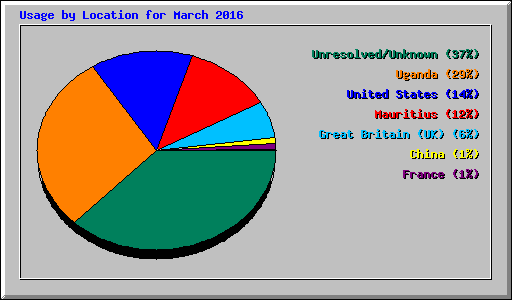 Usage by Location for March 2016
Unresolved/Unknown (37%)
Uganda (29%)
United States (14%)
Mauritius (12%)
Great Britain (UK) (6%)
China (1%)
France (1%)